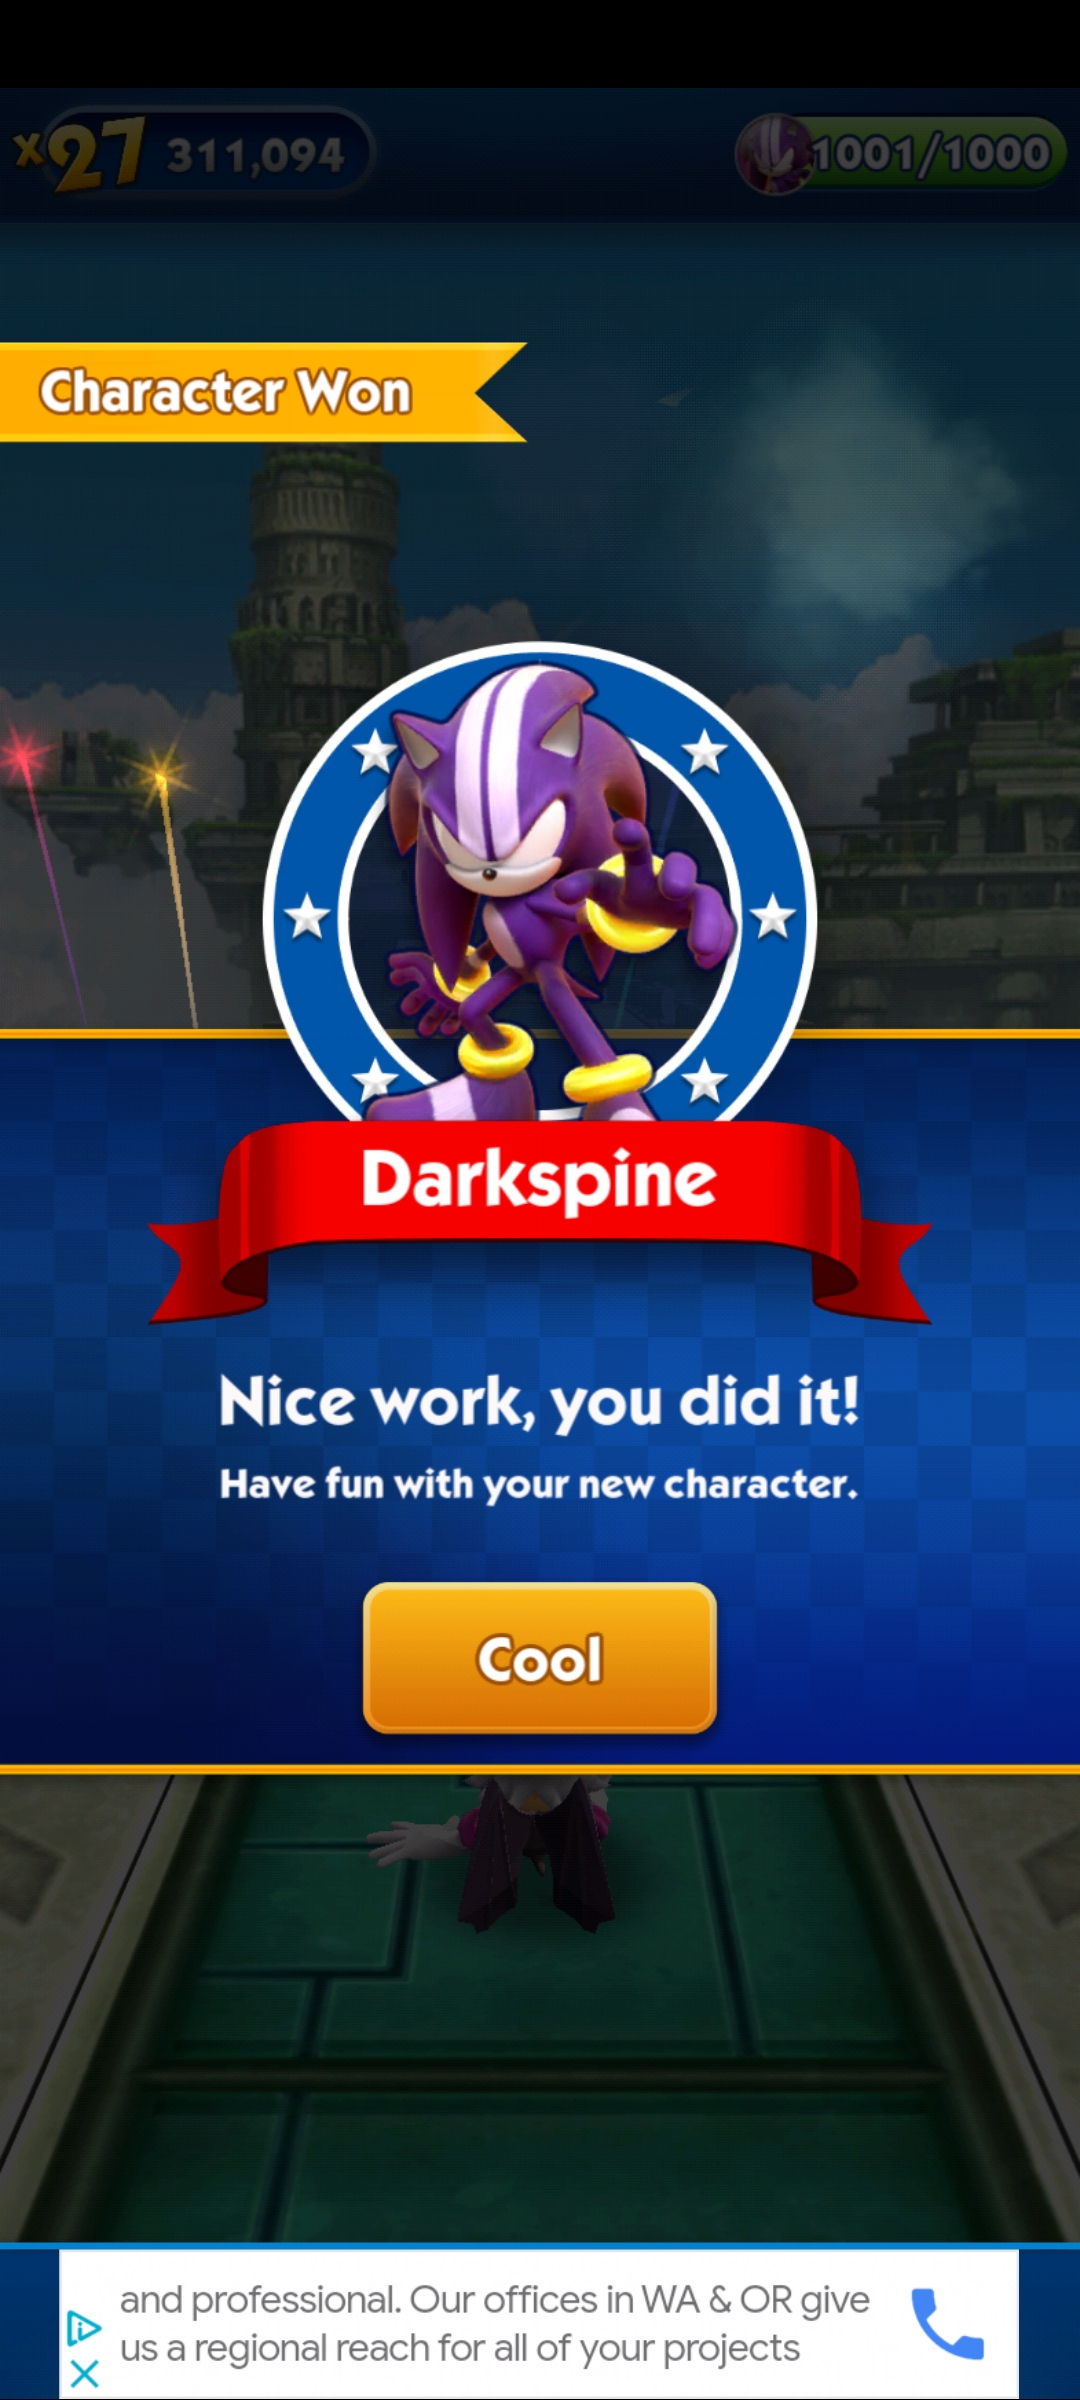 x27 311,094
1001/1000
Character Won
Darkspine
Nice work, you did it!
Have fun with your new character.
Cool
and professional. Our offices in WA & OR give
us a regional reach for all of your projects